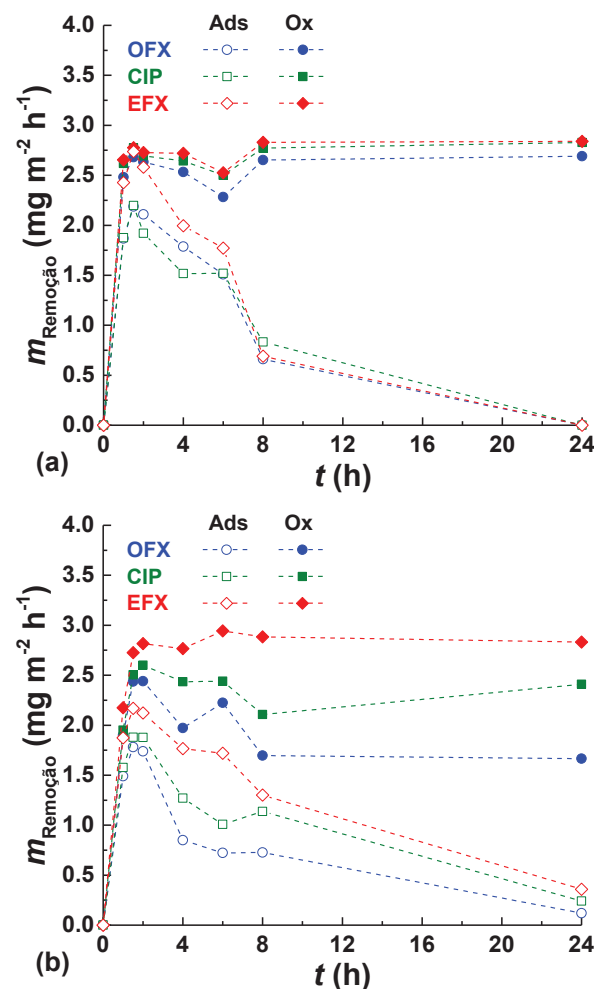 Ads Ox
OFX
CIP
EFX
4.0
3.5
3.0
2.5
2.0
1.5
1.0
0.5
0.0
m Remoção (mg m⁻² h⁻¹)
0 4 8 12 16 20 24
(a)
t (h)
Ads Ox
OFX
CIP
EFX
4.0
3.5
3.0
2.5
2.0
1.5
1.0
0.5
0.0
m Remoção (mg m⁻² h⁻¹)
0 4 8 12 16 20 24
(b)
t (h)